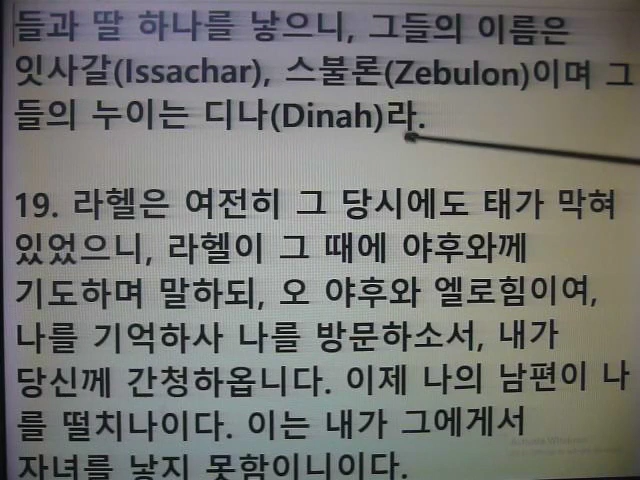 들과 딸 하나를 낳으니, 그들의 이름은
잇사갈(Issachar), 스불론(Zebulon)이며 그
들의 누이는 디나(Dinah)라.
19. 라헬은 여전히 그 당시에도 태가 막혀
있었으니, 라헬이 그 때에 야후와께
기도하며 말하되, 오 야후와 엘로힘이여,
나를 기억하사 나를 방문하소서, 내가
당신께 간청하옵니다. 이제 나의 남편이 나
를 떨치나이다. 이는 내가 그에게서
자녀를 낳지 못함이니이다.
Activate Windows